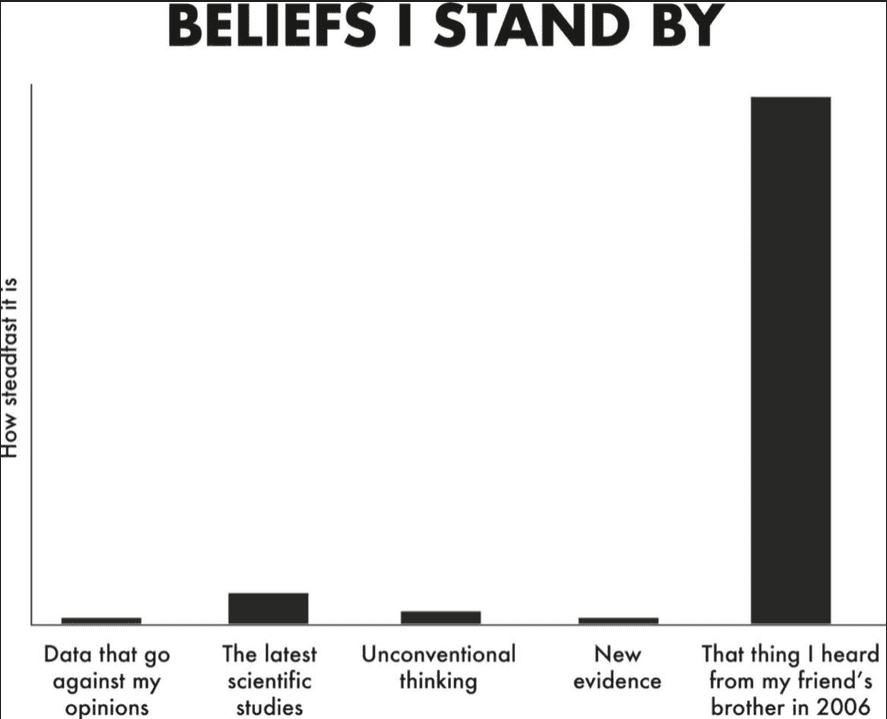 BELIEFS I STAND BY
How steadfast it is
Data that go
against my
opinions
The latest
scientific
studies
Unconventional
thinking
New
evidence
That thing I heard
from my friend's
brother in 2006